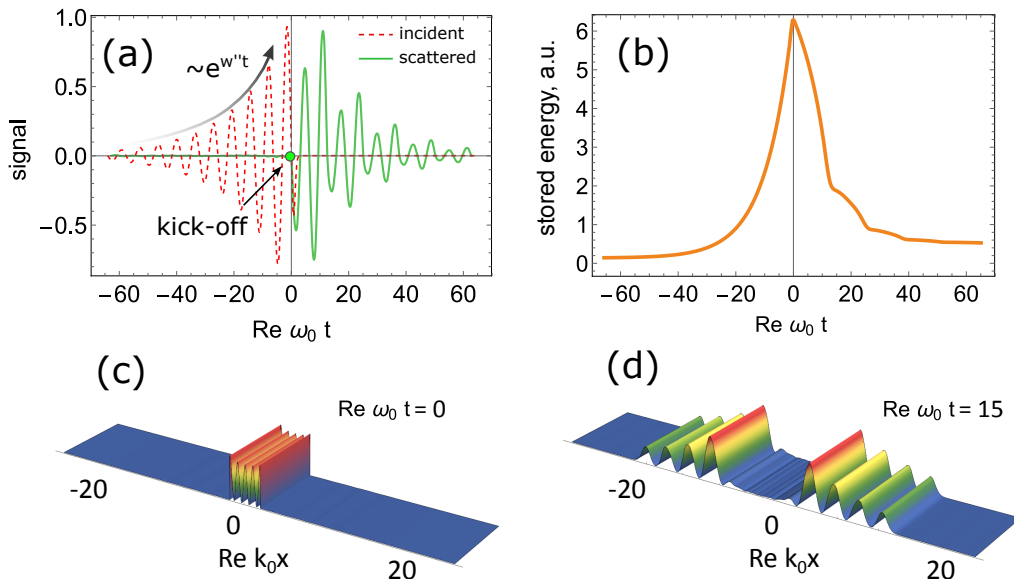 (a)
incident
scattered
~e^{w''t}
kick-off
signal
1.0
0.5
0.0
−0.5
−60 −40 −20 0 20 40 60
Re ω₀ t
(b)
stored energy, a.u.
6
5
4
3
2
1
0
−60 −40 −20 0 20 40 60
Re ω₀ t
(c)
Re ω₀ t = 0
-20
0
20
Re k₀x
(d)
Re ω₀ t = 15
-20
0
20
Re k₀x